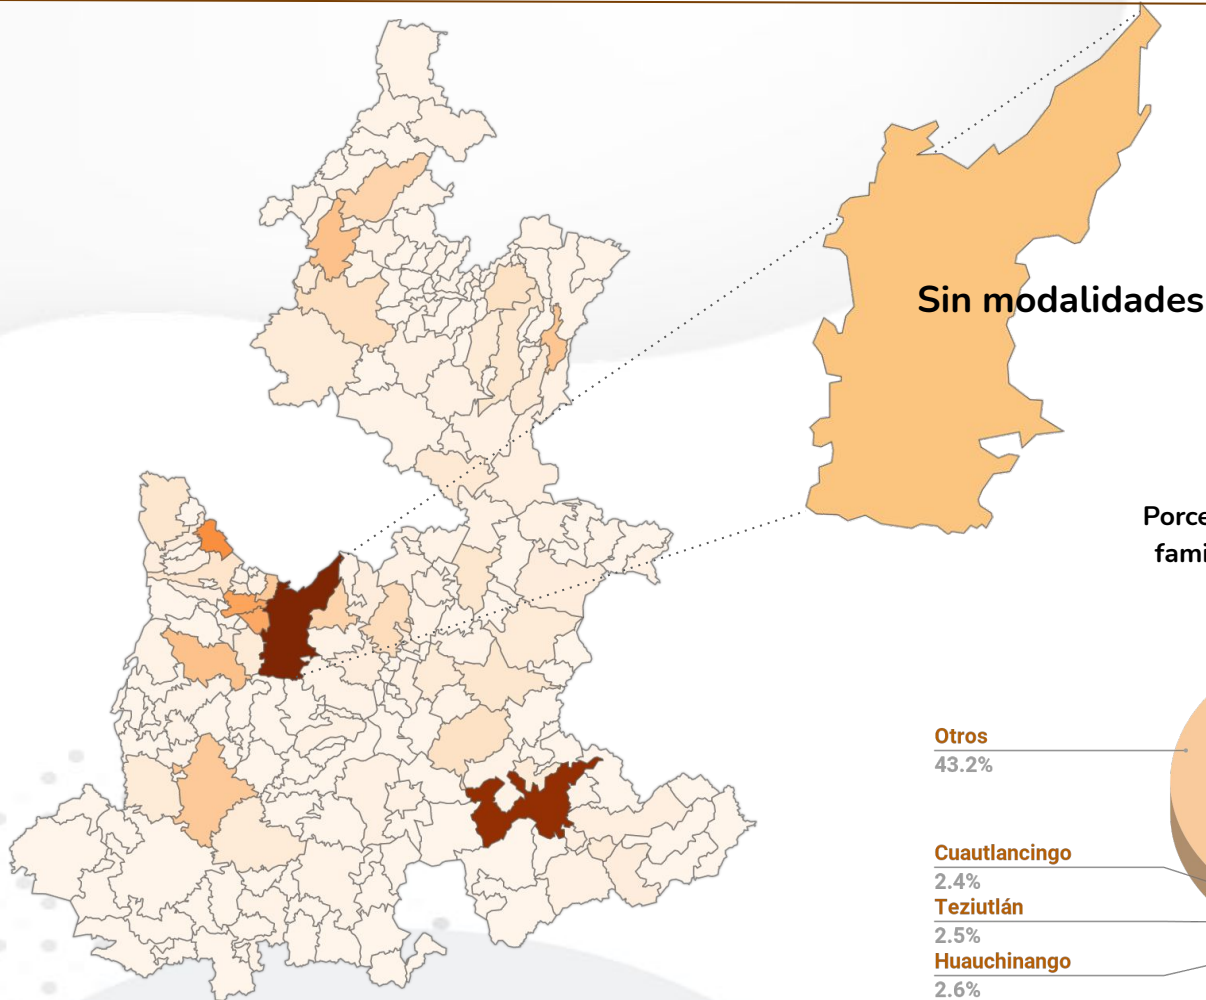 Sin modalidades
Otros
43.2%
Cuautlancingo
2.4%
Teziutlán
2.5%
Huauchinango
2.6%